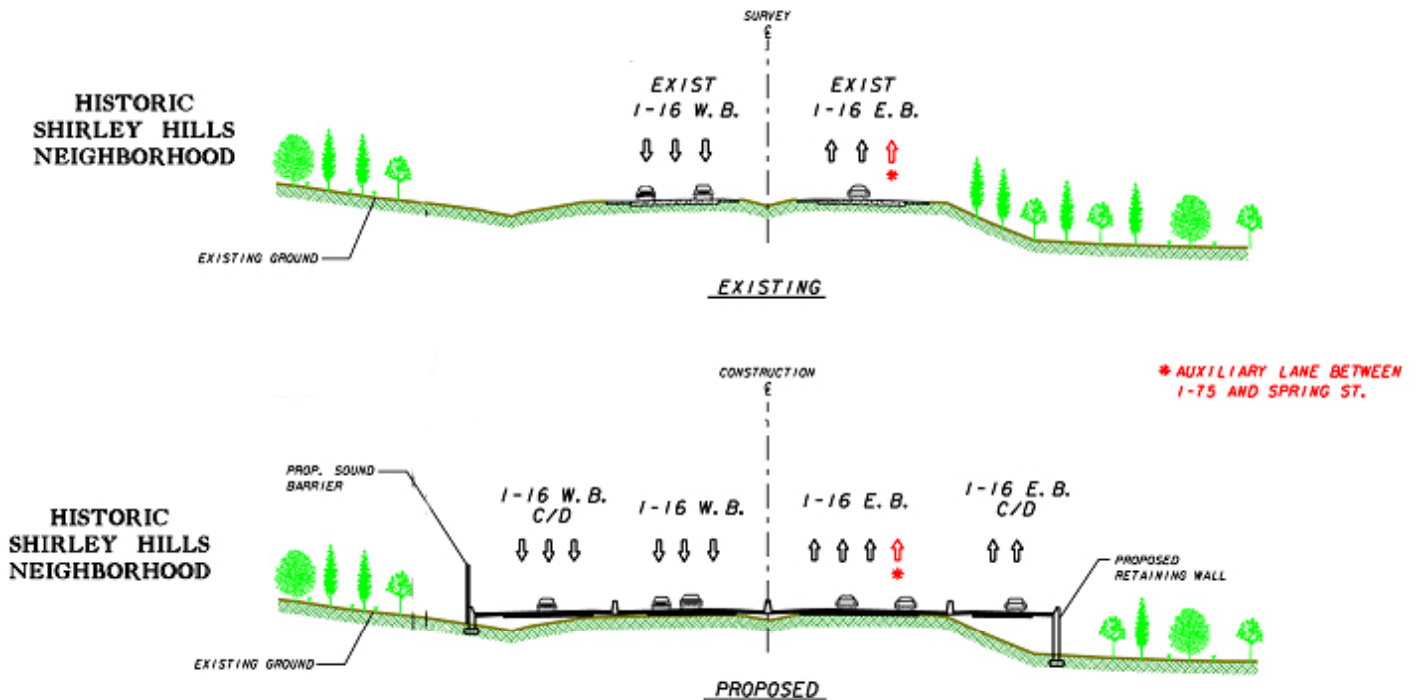 SURVEY
℄
HISTORIC
SHIRLEY HILLS
NEIGHBORHOOD
EXIST
I-16 W.B.
EXIST
I-16 E.B.
*
EXISTING GROUND
EXISTING
CONSTRUCTION
℄
* AUXILIARY LANE BETWEEN
I-75 AND SPRING ST.
PROP. SOUND
BARRIER
HISTORIC
SHIRLEY HILLS
NEIGHBORHOOD
I-16 W.B.
C/D
I-16 W.B.
I-16 E.B.
*
I-16 E.B.
C/D
PROPOSED
RETAINING WALL
EXISTING GROUND
PROPOSED